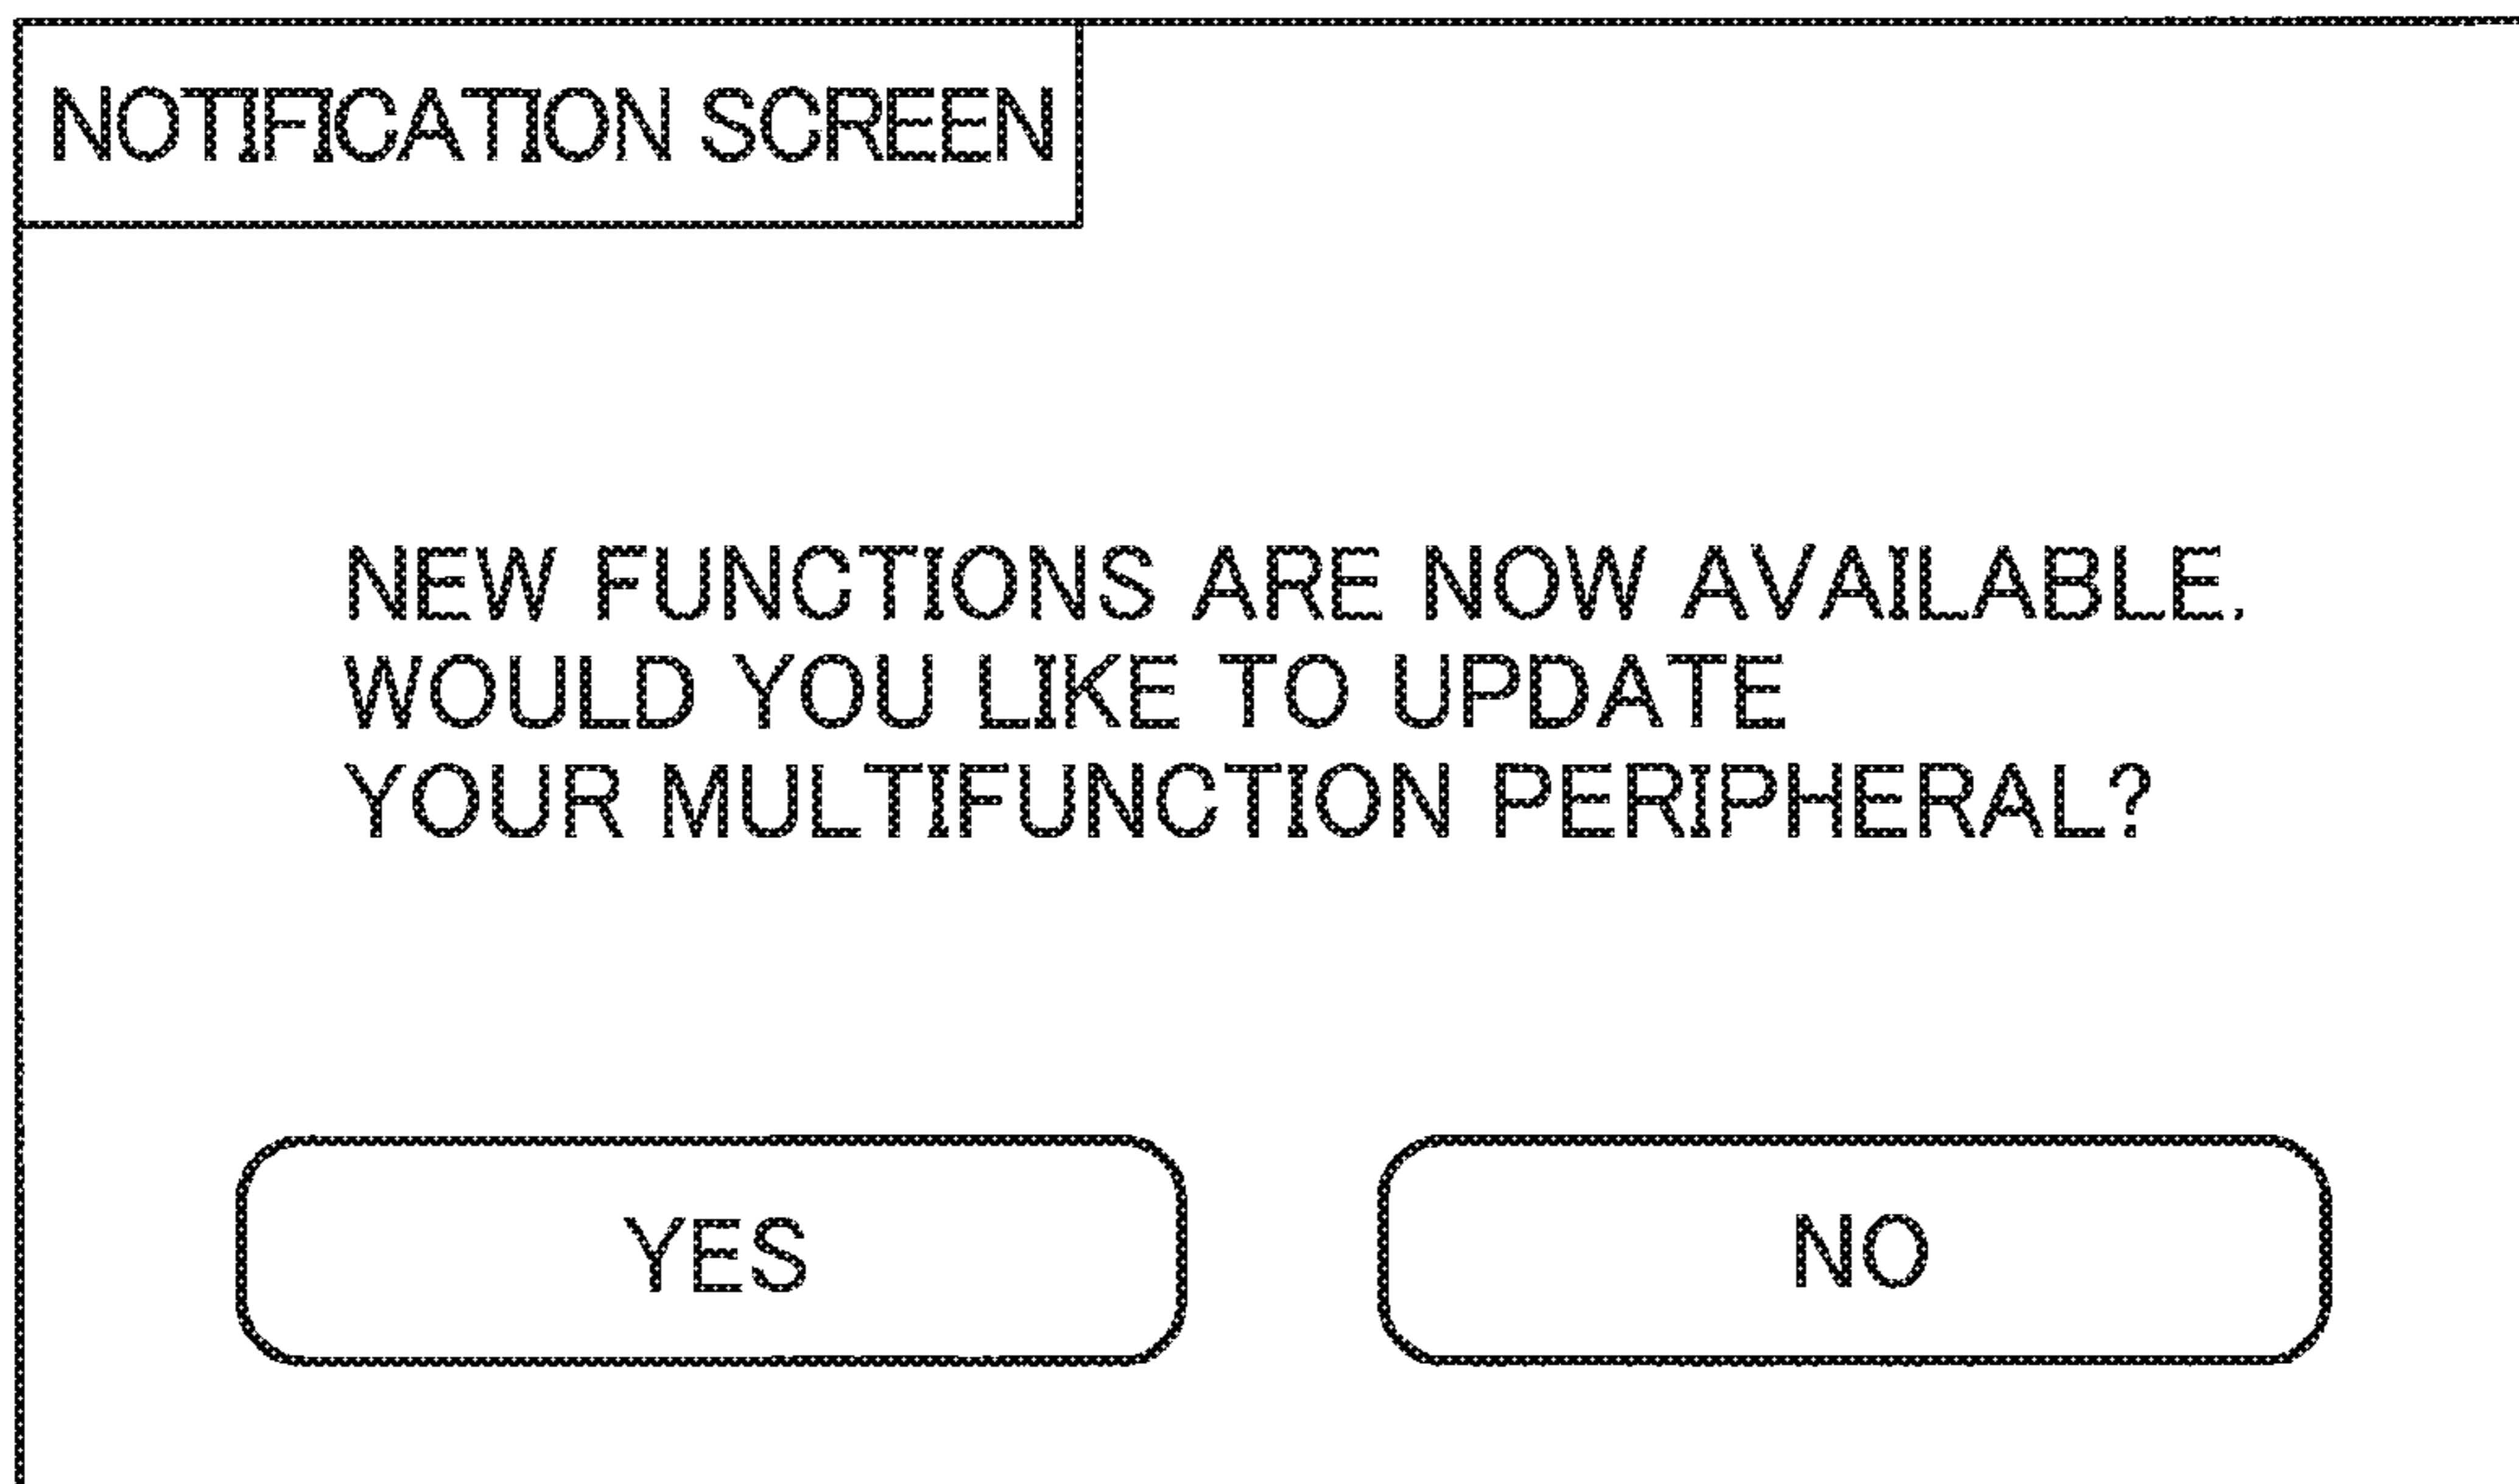 NOTIFICATION SCREEN
NEW FUNCTIONS ARE NOW AVAILABLE.
WOULD YOU LIKE TO UPDATE
YOUR MULTIFUNCTION PERIPHERAL?
YES
NO